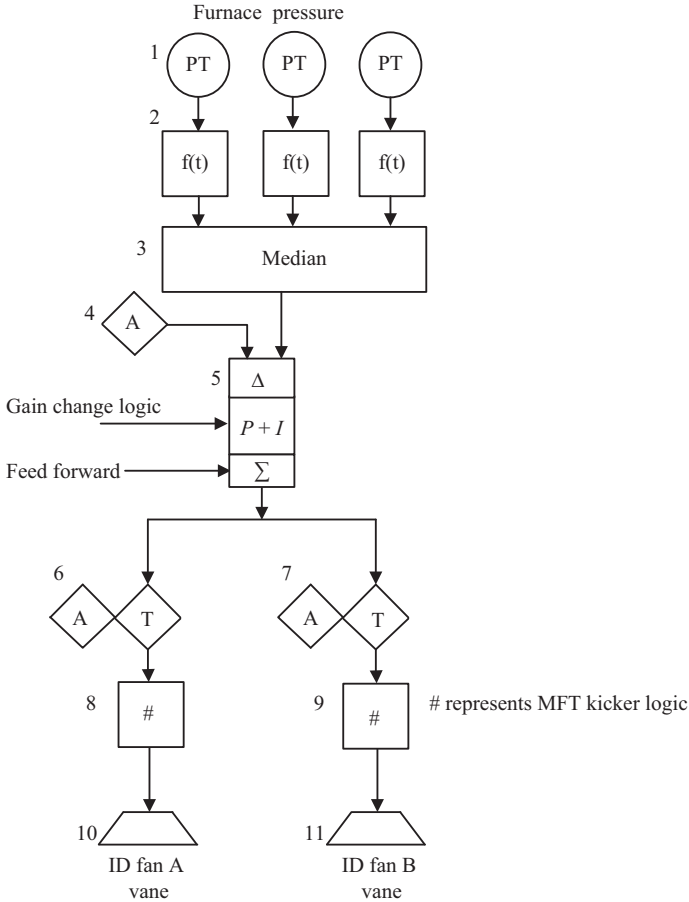 Furnace pressure
1 PT PT PT
2 f(t) f(t) f(t)
3 Median
4 A
5 Δ
Gain change logic P + I
Feed forward ∑
6 A T 7 A T
8 # 9 # # represents MFT kicker logic
10 11
ID fan A ID fan B
vane vane